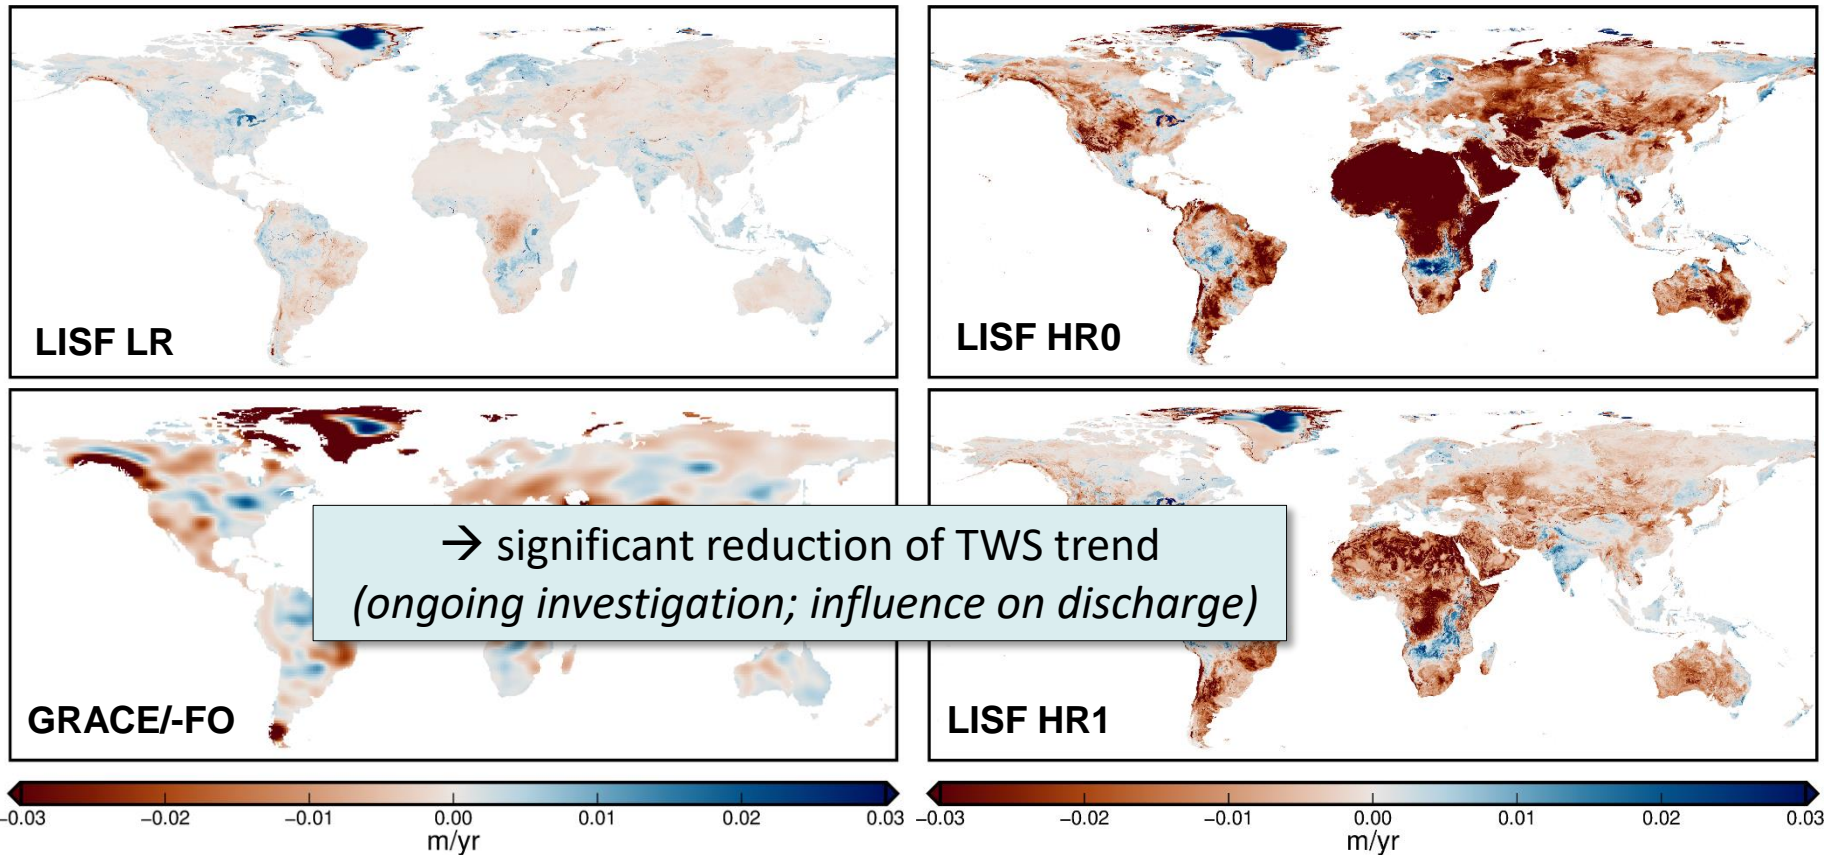 LISF LR
LISF HR0
→ significant reduction of TWS trend
(ongoing investigation; influence on discharge)
GRACE/-FO
LISF HR1
−0.03 −0.02 −0.01 0.00 0.01 0.02 0.03
m/yr
−0.03 −0.02 −0.01 0.00 0.01 0.02 0.03
m/yr